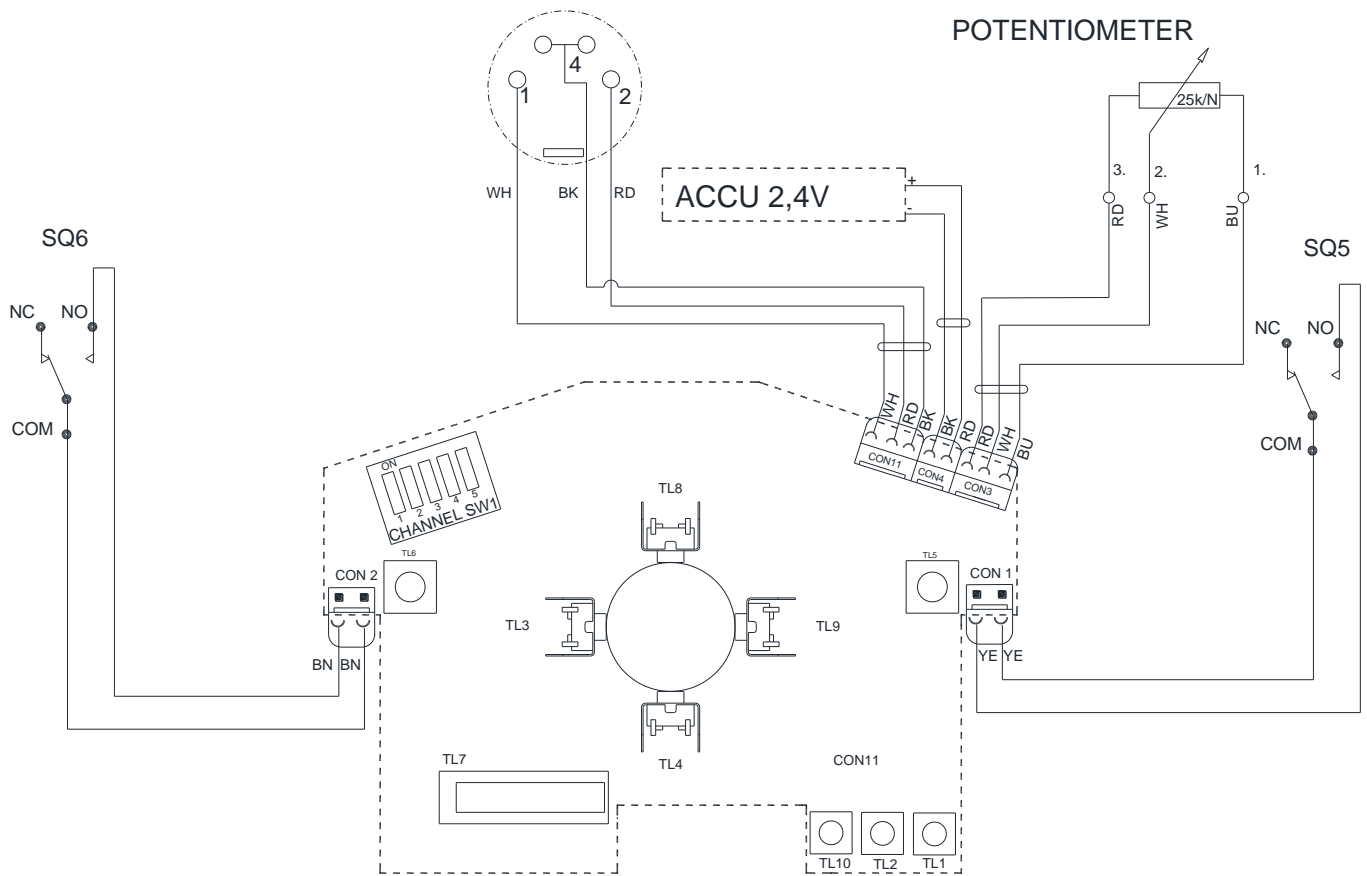 POTENTIOMETER
4
1
2
25k/N
WH
BK
RD
ACCU 2,4V
+
-
3.
2.
1.
RD
WH
BU
SQ6
NC
NO
COM
SQ5
NC
NO
COM
WH
RD
BK
BK
RD
RD
WH
BU
CON11
CON4
CON3
ON
1 2 3 4 5
CHANNEL SW1
TL8
TL6
TL5
CON 2
CON 1
TL3
TL9
BN BN
YE YE
TL4
TL7
CON11
TL10
TL2
TL1